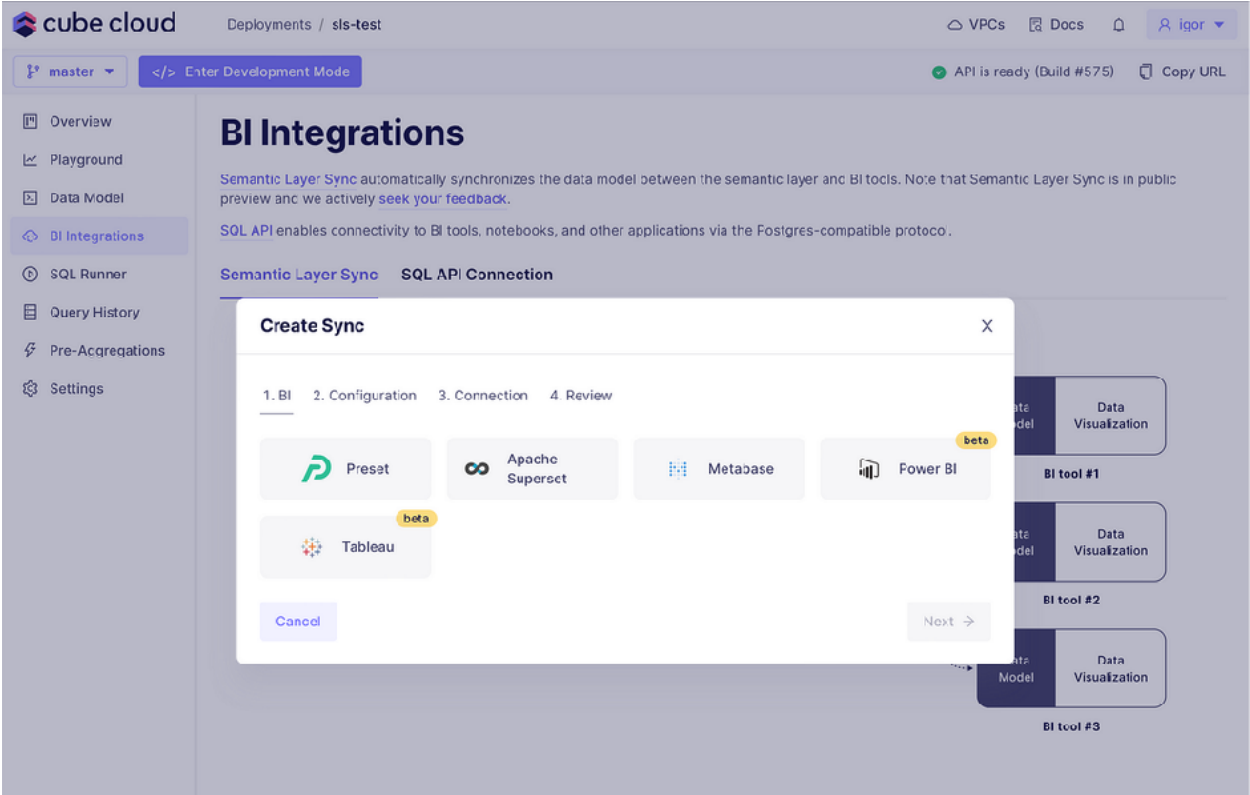 cube cloud
Deployments / sls-test
VPCs
Docs
igor
master
</> Enter Development Mode
API is ready (Build #575)
Copy URL
Overview
Playground
Data Model
BI Integrations
SQL Runner
Query History
Pre-Aggregations
Settings
BI Integrations
Semantic Layer Sync automatically synchronizes the data model between the semantic layer and BI tools. Note that Semantic Layer Sync is in public
preview and we actively seek your feedback.
SQL API enables connectivity to BI tools, notebooks, and other applications via the Postgres-compatible protocol.
Semantic Layer Sync
SQL API Connection
Create Sync
X
1. BI
2. Configuration
3. Connection
4. Review
Preset
Apache
Superset
Metabase
beta
Power BI
beta
Tableau
Cancel
Next →
Data
Visualization
BI tool #1
Data
Visualization
BI tool #2
Model
Data
Visualization
BI tool #3